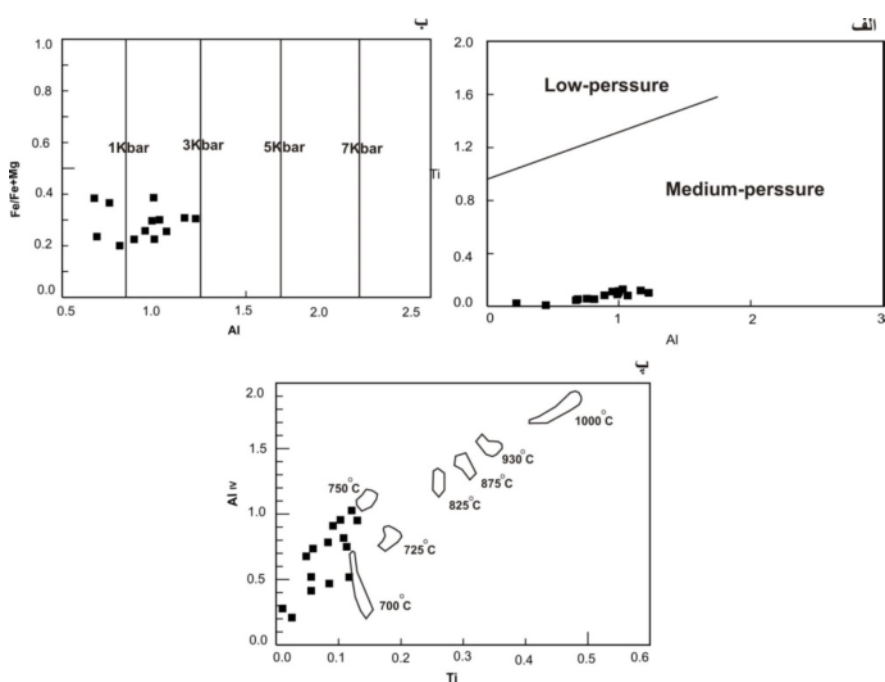 ب
1.0
0.8
0.6
0.4
0.2
0.0
Fe/Fe+Mg
1Kbar
3Kbar
5Kbar
7Kbar
0.5
1.0
1.5
2.0
2.5
Al
الف
2.0
1.6
1.2
0.8
0.4
0.0
Ti
Low-perssure
Medium-perssure
0
1
2
3
Al
2.0
1.5
1.0
0.5
0.0
Al IV
750°C
700°C
725°C
825°C
875°C
930°C
1000°C
0.0
0.1
0.2
0.3
0.4
0.5
0.6
Ti